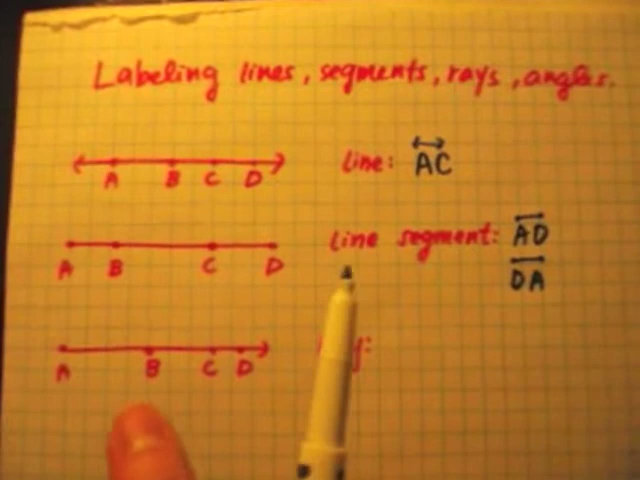 Labeling lines, segments, rays, angles.
A B C D
line: AC
A B C D
line segment: AD
DA
A B C D